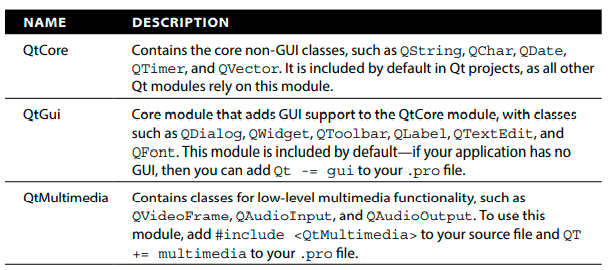 NAME DESCRIPTION
QtCore Contains the core non-GUI classes, such as QString, QChar, QDate,
QTimer, and QVector. It is included by default in Qt projects, as all other
Qt modules rely on this module.
QtGui Core module that adds GUI support to the QtCore module, with classes
such as QDialog, QWidget, QToolbar, QLabel, QTextEdit, and
QFont. This module is included by default—if your application has no
GUI, then you can add Qt -= gui to your .pro file.
QtMultimedia Contains classes for low-level multimedia functionality, such as
QVideoFrame, QAudioInput, and QAudioOutput. To use this
module, add #include <QtMultimedia> to your source file and QT
+= multimedia to your .pro file.